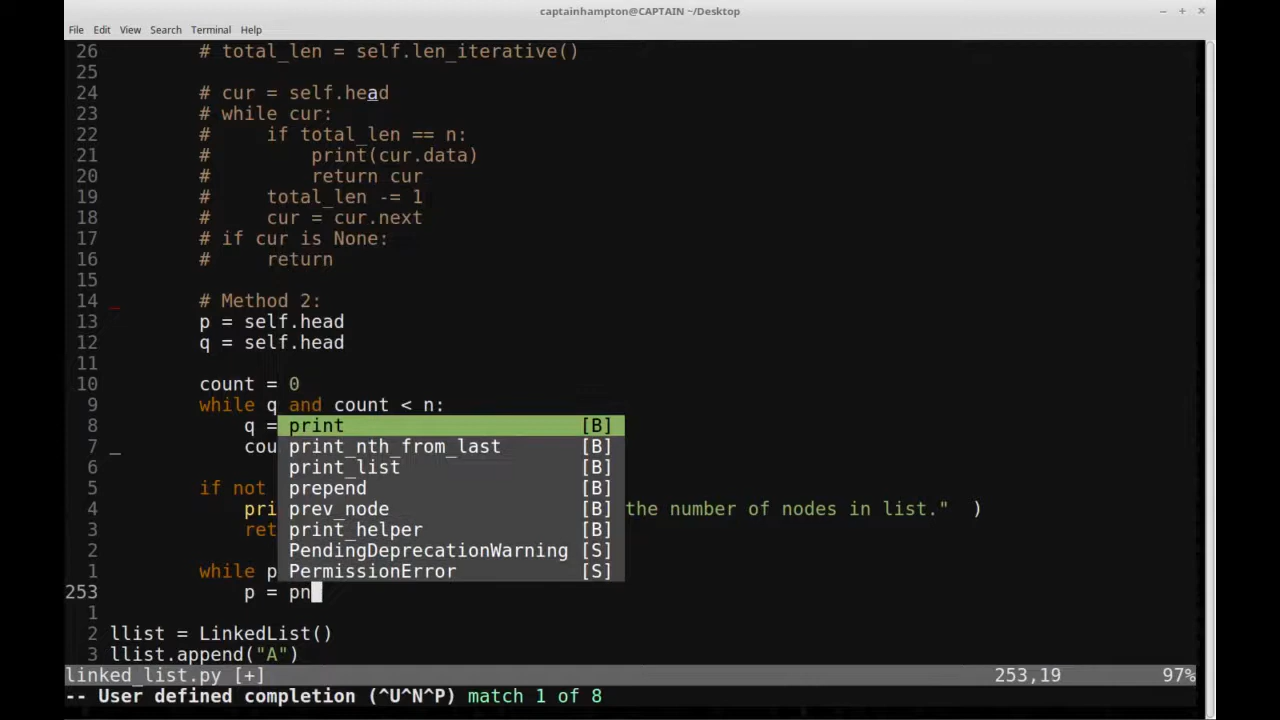 captainhampton@CAPTAIN ~/Desktop
File Edit View Search Terminal Help
26 # total_len = self.len_iterative()
25
24 # cur = self.head
23 # while cur:
22 #     if total_len == n:
21 #         print(cur.data)
20 #         return cur
19 #     total_len -= 1
18 #     cur = cur.next
17 # if cur is None:
16 #     return
15
14 # Method 2:
13 p = self.head
12 q = self.head
11
10 count = 0
9 while q and count < n:
8 q = print [B]
7 cou print_nth_from_last [B]
6 print_list [B]
5 if not prepend [B]
4 pri prev_node [B] the number of nodes in list."  )
3 ret print_helper [B]
2 PendingDeprecationWarning [S]
1 while p PermissionError [S]
253 p = pn
1
2 llist = LinkedList()
3 llist.append("A")
linked_list.py [+] 253,19 97%
-- User defined completion (^U^N^P) match 1 of 8